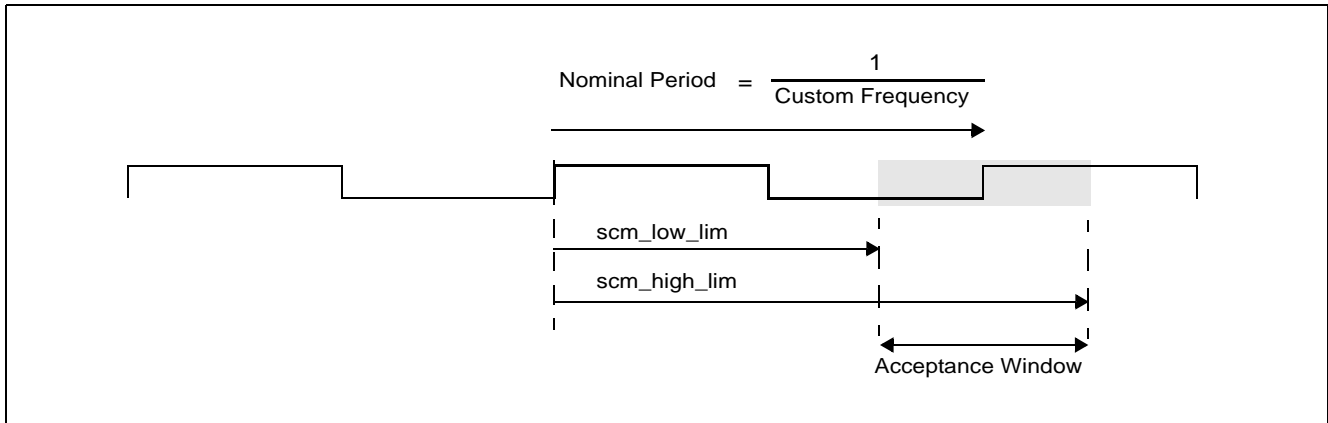 1
Nominal Period =
Custom Frequency
scm_low_lim
scm_high_lim
Acceptance Window